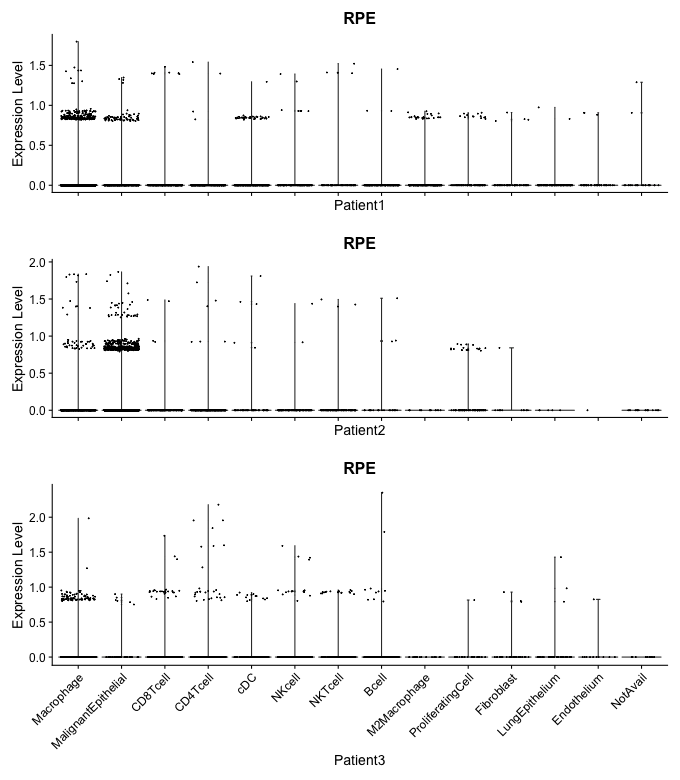 RPE
Expression Level
1.5
1.0
0.5
0.0
Patient1
RPE
Expression Level
2.0
1.5
1.0
0.5
0.0
Patient2
RPE
Expression Level
2.0
1.5
1.0
0.5
0.0
Macrophage
MalignantEpithelial
CD8Tcell
CD4Tcell
cDC
NKcell
NKTcell
Bcell
M2Macrophage
ProliferatingCell
Fibroblast
LungEpithelium
Endothelium
NotAvail
Patient3